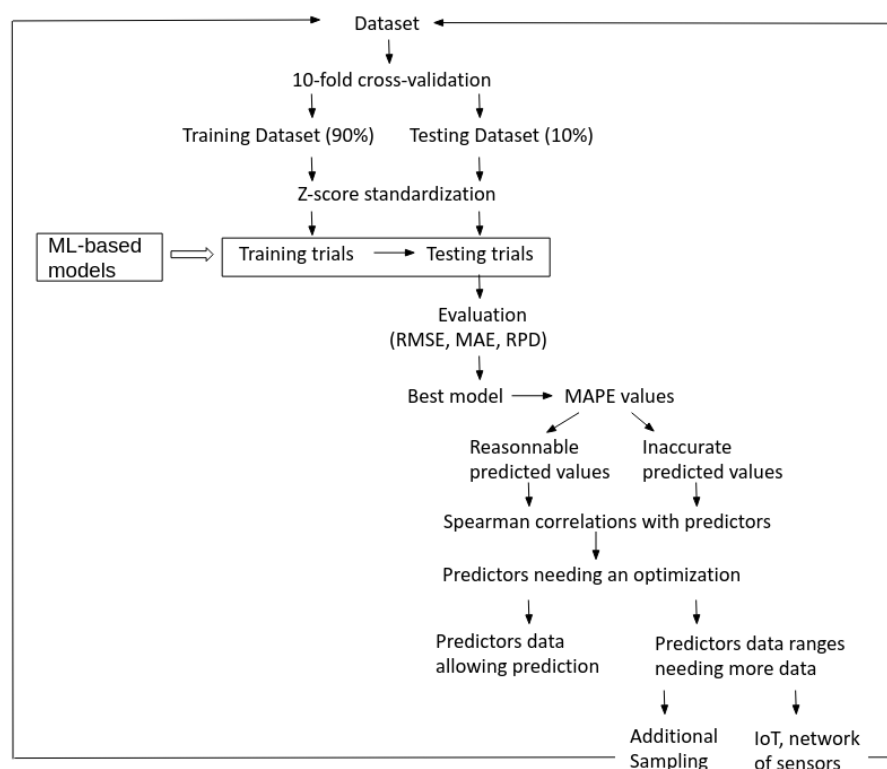 Dataset
10-fold cross-validation
Training Dataset (90%)
Testing Dataset (10%)
Z-score standardization
ML-based
models
Training trials
Testing trials
Evaluation
(RMSE, MAE, RPD)
Best model
MAPE values
Reasonnable
predicted values
Inaccurate
predicted values
Spearman correlations with predictors
Predictors needing an optimization
Predictors data
allowing prediction
Predictors data ranges
needing more data
Additional
Sampling
IoT, network
of sensors